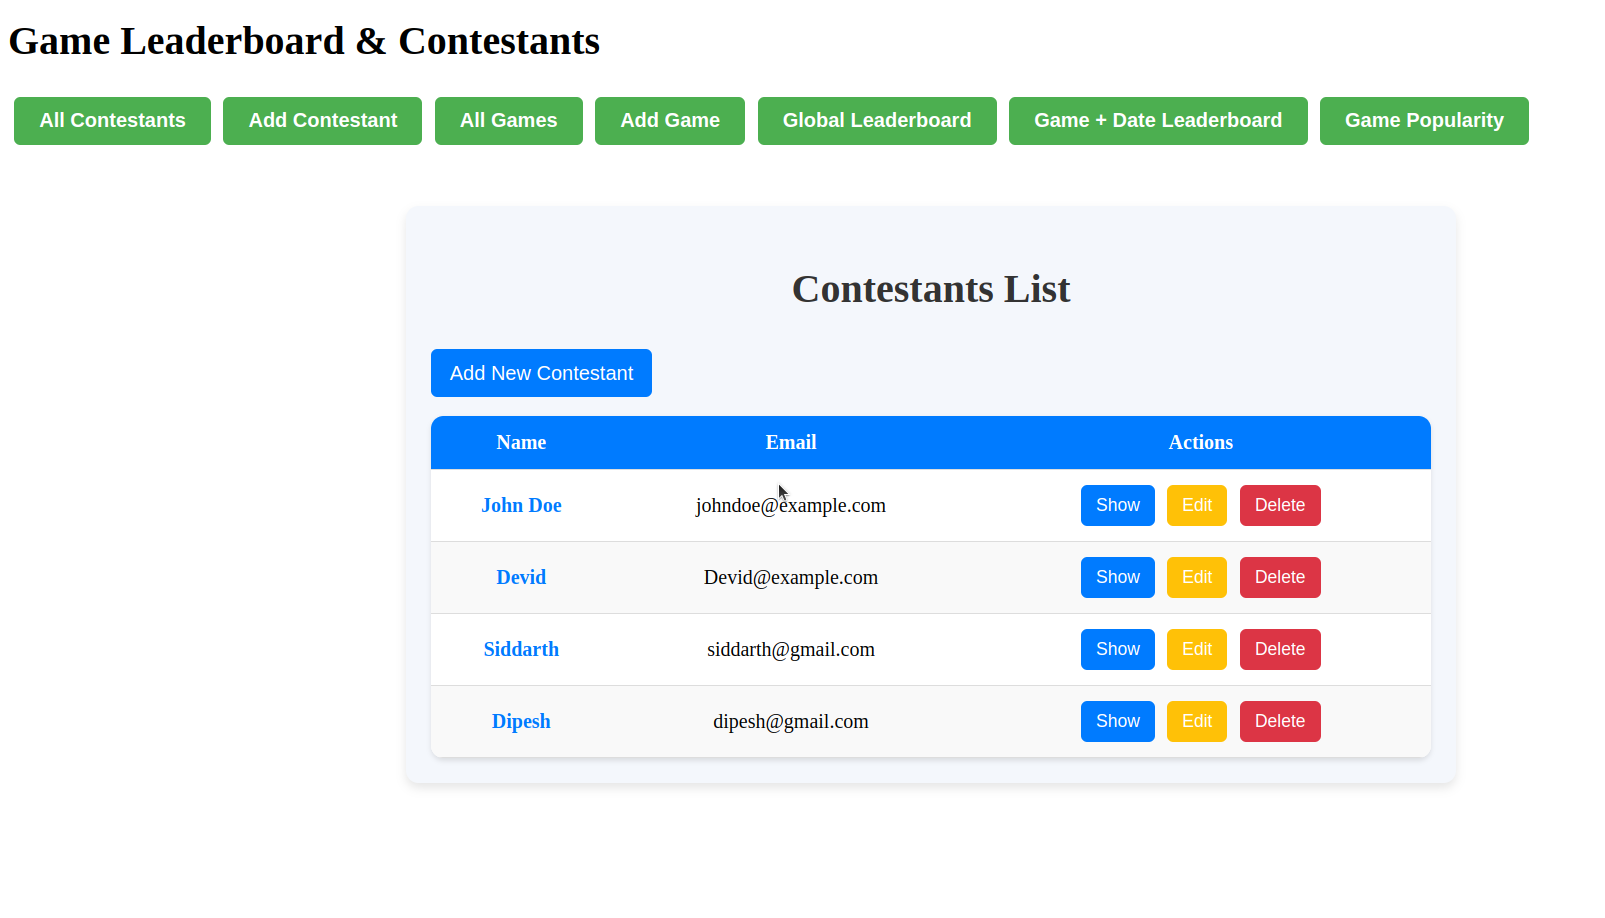 Game Leaderboard & Contestants
All Contestants Add Contestant All Games Add Game Global Leaderboard Game + Date Leaderboard Game Popularity
Contestants List
Add New Contestant
Name Email Actions
John Doe johndoe@example.com Show Edit Delete
Devid Devid@example.com Show Edit Delete
Siddarth siddarth@gmail.com Show Edit Delete
Dipesh dipesh@gmail.com Show Edit Delete